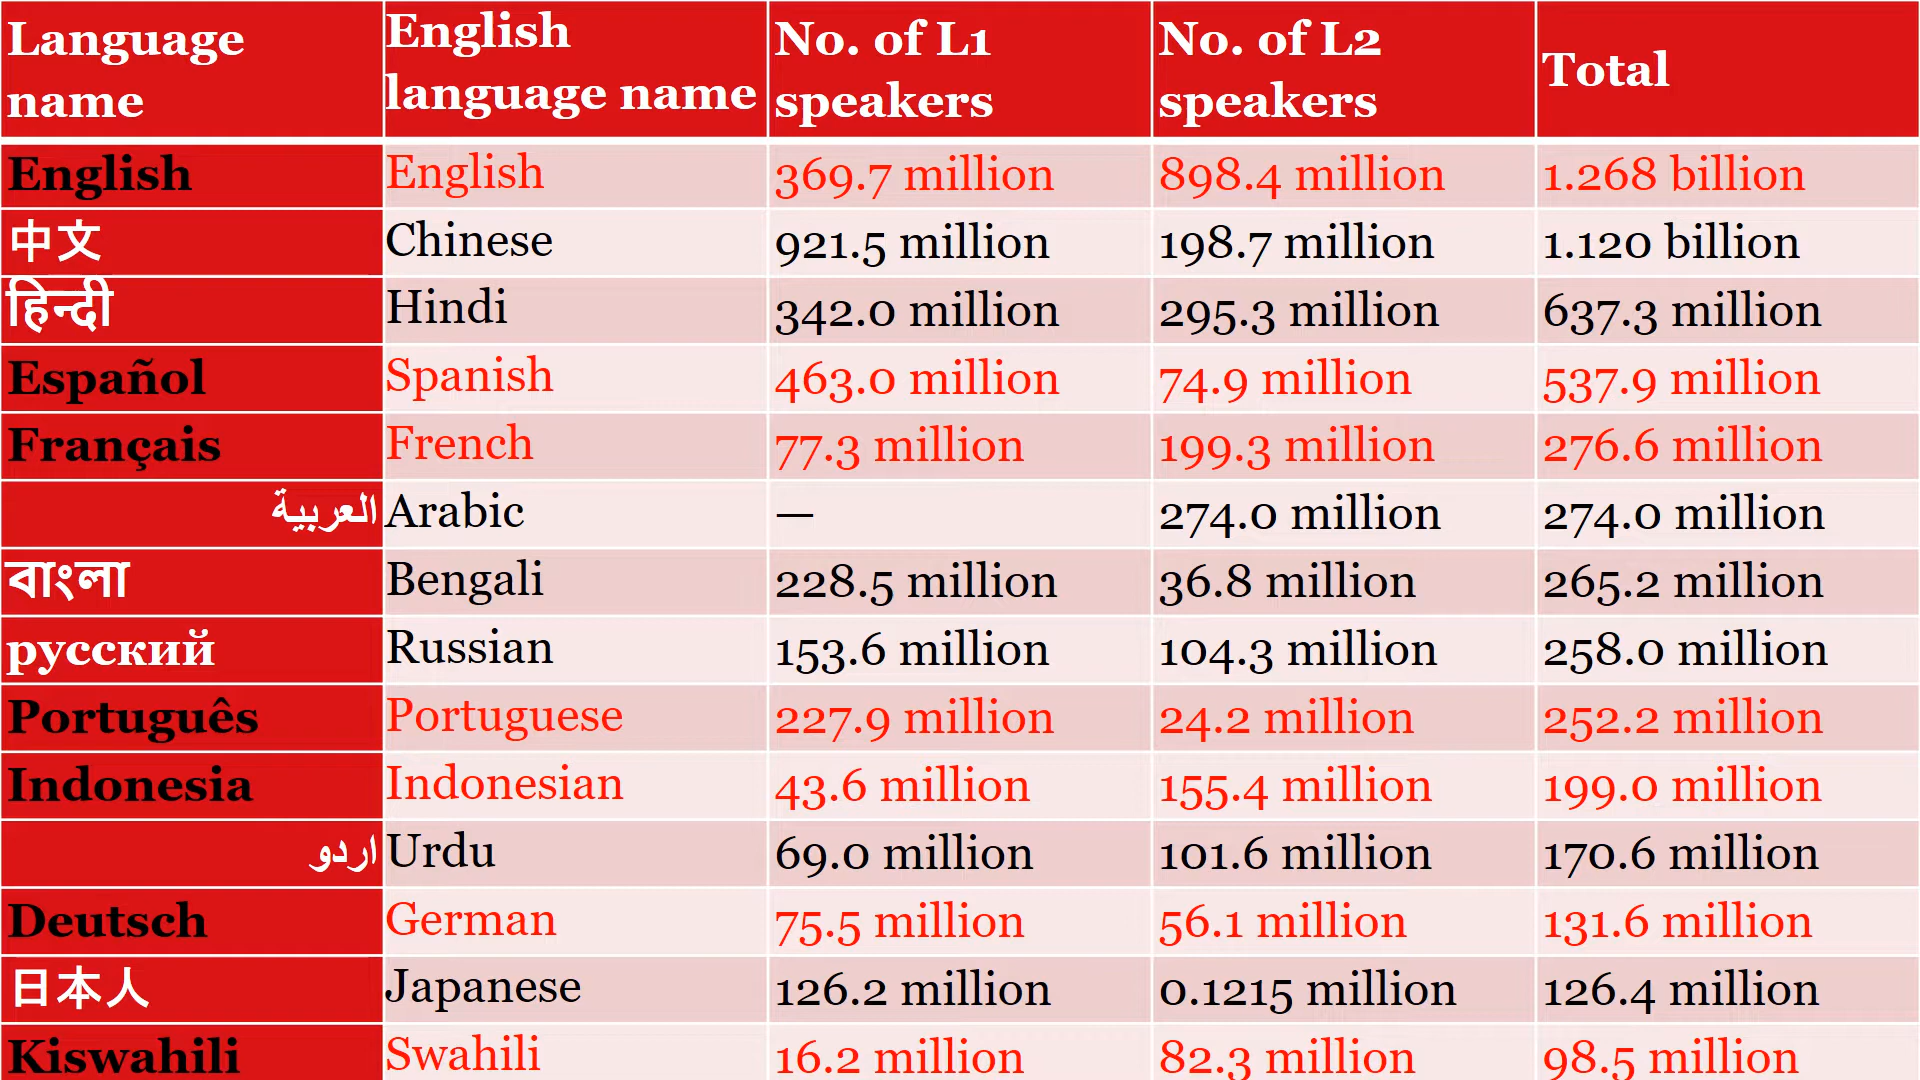 Language name
English language name
No. of L1 speakers
No. of L2 speakers
Total
English English 369.7 million 898.4 million 1.268 billion
中文 Chinese 921.5 million 198.7 million 1.120 billion
हिन्दी Hindi 342.0 million 295.3 million 637.3 million
Español Spanish 463.0 million 74.9 million 537.9 million
Français French 77.3 million 199.3 million 276.6 million
العربية Arabic — 274.0 million 274.0 million
বাংলা Bengali 228.5 million 36.8 million 265.2 million
русский Russian 153.6 million 104.3 million 258.0 million
Português Portuguese 227.9 million 24.2 million 252.2 million
Indonesia Indonesian 43.6 million 155.4 million 199.0 million
اردو Urdu 69.0 million 101.6 million 170.6 million
Deutsch German 75.5 million 56.1 million 131.6 million
日本人 Japanese 126.2 million 0.1215 million 126.4 million
Kiswahili Swahili 16.2 million 82.3 million 98.5 million